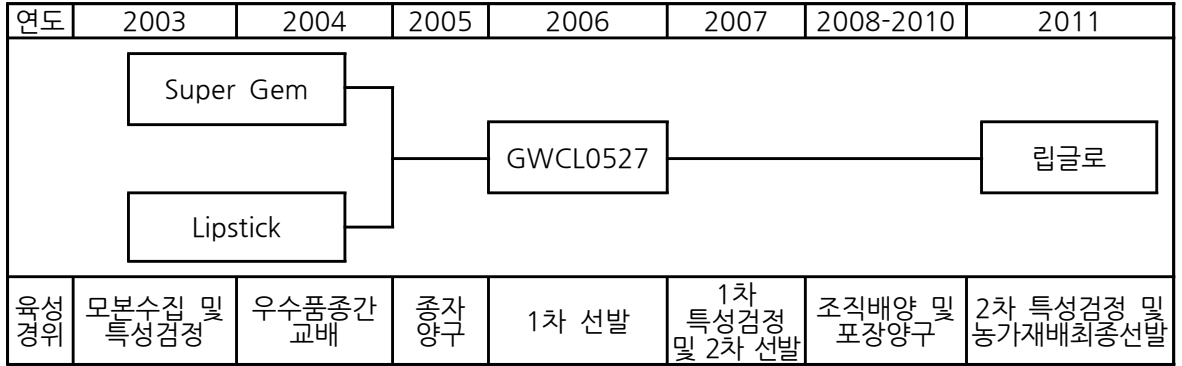 연도 2003 2004 2005 2006 2007 2008-2010 2011
Super Gem
GWCL0527
립글로
Lipstick
육성
경위
모본수집 및
특성검정
우수품종간
교배
종자
양구
1차 선발
1차
특성검정
및 2차 선발
조직배양 및
포장양구
2차 특성검정 및
농가재배최종선발